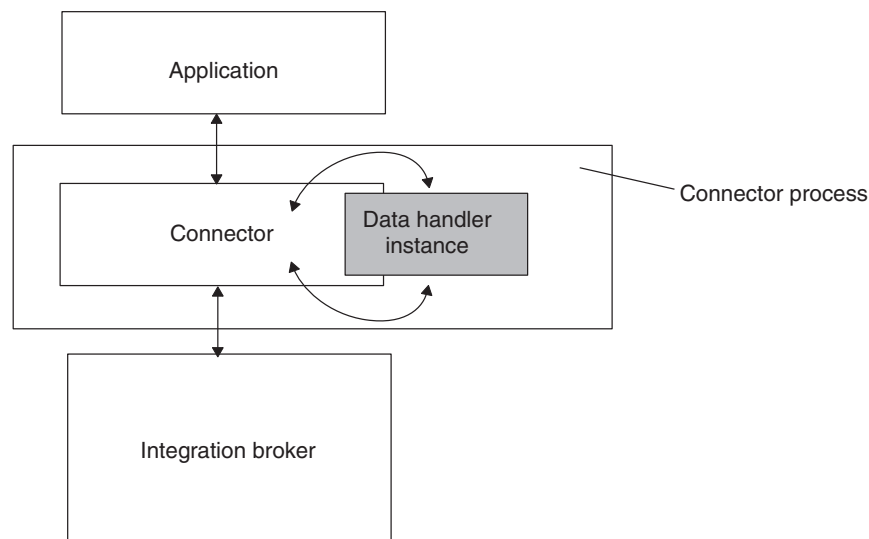 Application
Connector process
Connector
Data handler
instance
Integration broker